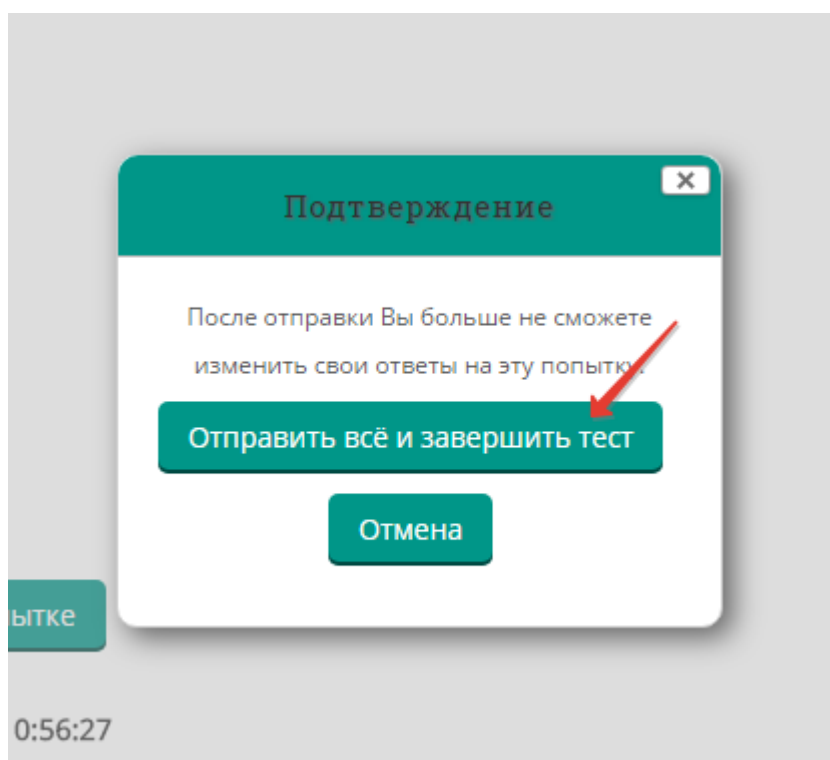 Подтверждение
После отправки Вы больше не сможете
изменить свои ответы на эту попытку.
Отправить всё и завершить тест
Отмена
ытке
0:56:27